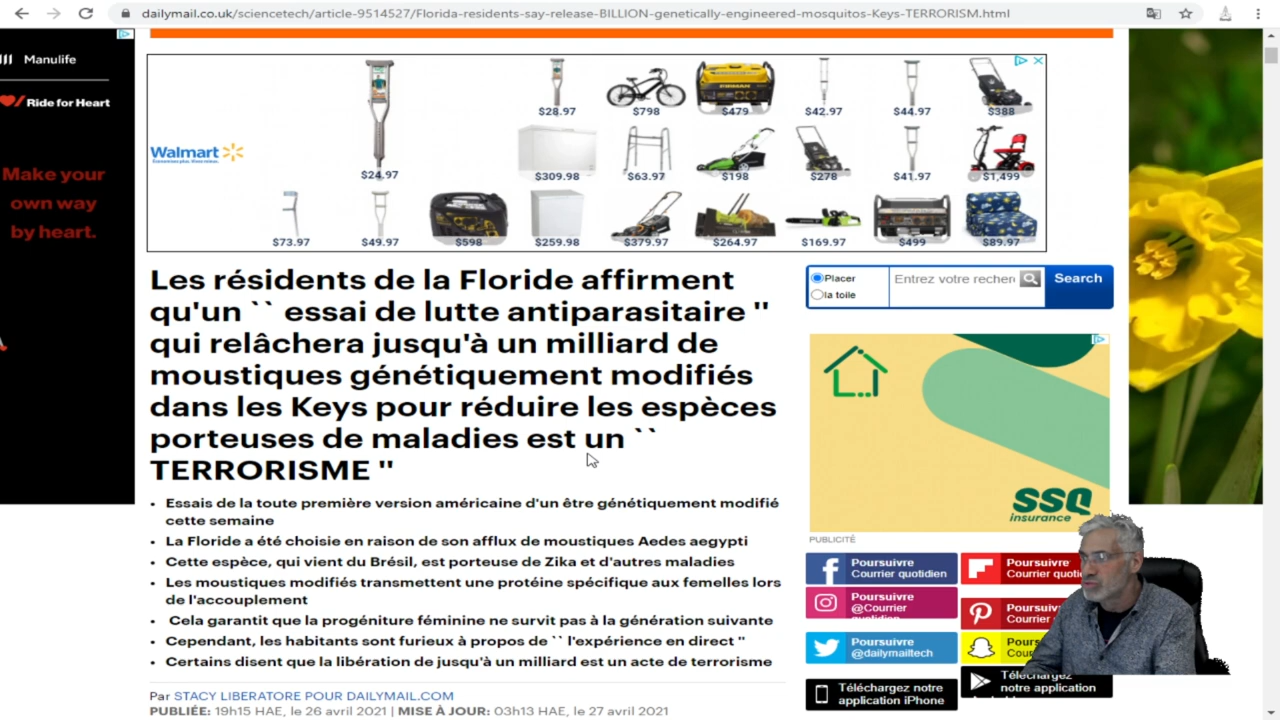 dailymail.co.uk/sciencetech/article-9514527/Florida-residents-say-release-BILLION-genetically-engineered-mosquitos-Keys-TERRORISM.html
Manulife
Ride for Heart
Make your
own way
by heart.
Walmart
$24.97
$28.97
$798
$479
$42.97
$44.97
$388
$309.98
$63.97
$198
$278
$41.97
$1,499
$73.97
$49.97
$598
$259.98
$379.97
$264.97
$169.97
$499
$89.97
Les résidents de la Floride affirment
qu'un `` essai de lutte antiparasitaire ''
qui relâchera jusqu'à un milliard de
moustiques génétiquement modifiés
dans les Keys pour réduire les espèces
porteuses de maladies est un ``
TERRORISME ''
• Essais de la toute première version américaine d'un être génétiquement modifié
cette semaine
• La Floride a été choisie en raison de son afflux de moustiques Aedes aegypti
• Cette espèce, qui vient du Brésil, est porteuse de Zika et d'autres maladies
• Les moustiques modifiés transmettent une protéine spécifique aux femelles lors
de l'accouplement
• Cela garantit que la progéniture féminine ne survit pas à la génération suivante
• Cependant, les habitants sont furieux à propos de `` l'expérience en direct ''
• Certains disent que la libération de jusqu'à un milliard est un acte de terrorisme
Par STACY LIBERATORE POUR DAILYMAIL.COM
PUBLIÉE: 19h15 HAE, le 26 avril 2021 | MISE À JOUR: 03h13 HAE, le 27 avril 2021
Placer
la toile
Entrez votre recher
Search
SSQ
insurance
PUBLICITÉ
Poursuive
Courrier quotidien
Poursuive
Courrier quoti
Poursuive
@Courrier
quotidien
Poursuive
@dailymailtech
Téléchargez notre
application iPhone
Téléchargez
notre application